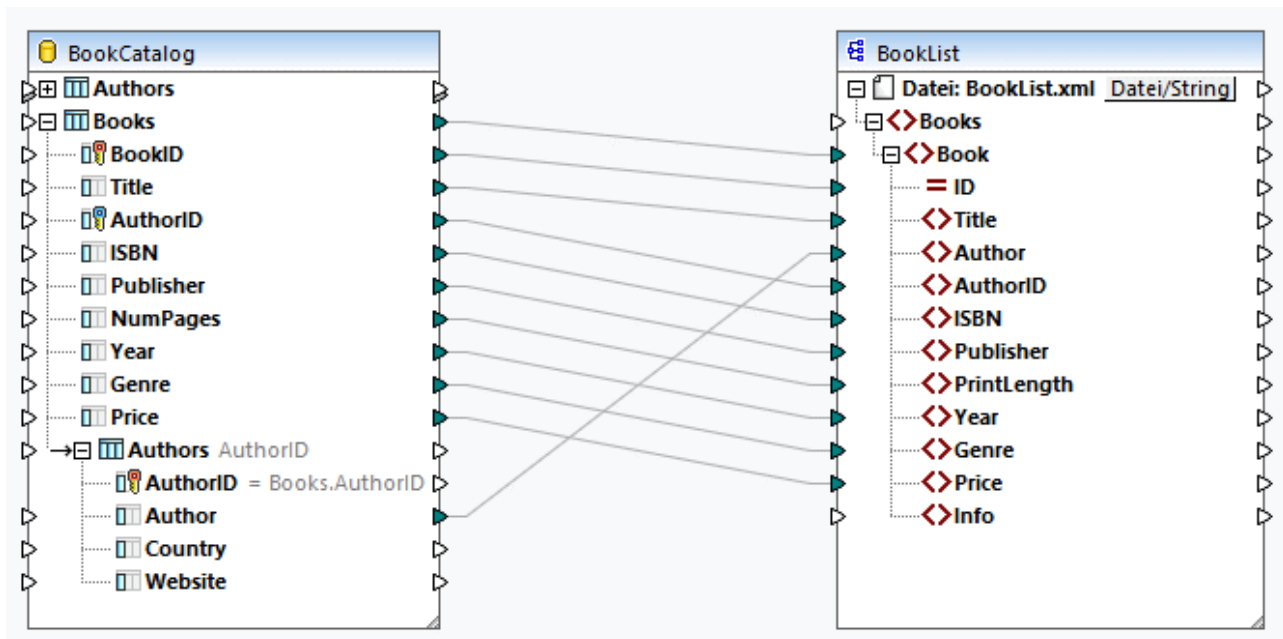 BookCatalog
Authors
Books
BookID
Title
AuthorID
ISBN
Publisher
NumPages
Year
Genre
Price
Authors AuthorID
AuthorID = Books.AuthorID
Author
Country
Website
BookList
Datei: BookList.xml Datei/String
Books
Book
ID
Title
Author
AuthorID
ISBN
Publisher
PrintLength
Year
Genre
Price
Info